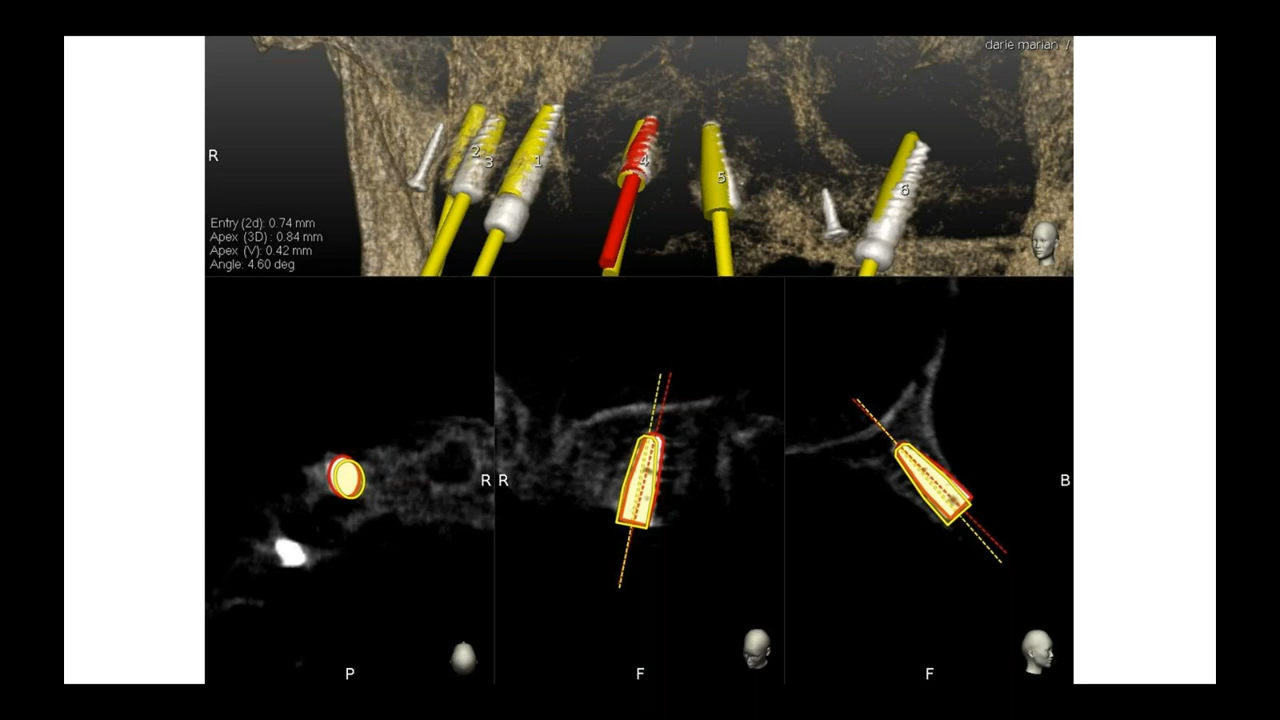 darie marian /
R
2
3
1
4
5
6
Entry (2d): 0.74 mm
Apex (3D) : 0.84 mm
Apex (V): 0.42 mm
Angle: 4.60 deg
R
R
B
P
F
F